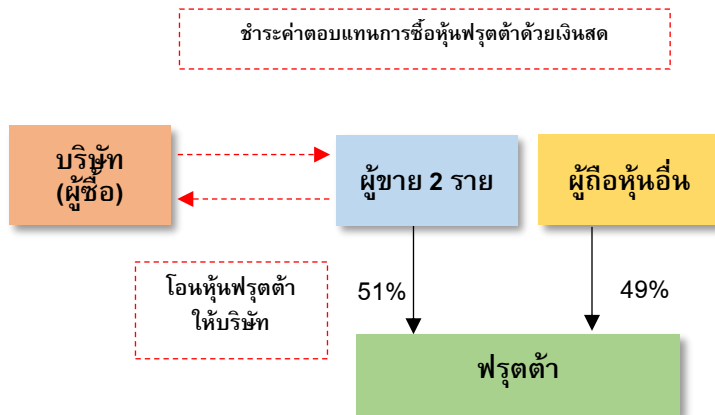 ชำระค่าตอบแทนการซื้อหุ้นฟรุตต้าด้วยเงินสด
บริษัท
(ผู้ซื้อ)
ผู้ขาย 2 ราย
ผู้ถือหุ้นอื่น
โอนหุ้นฟรุตต้า
ให้บริษัท
51%
49%
ฟรุตต้า